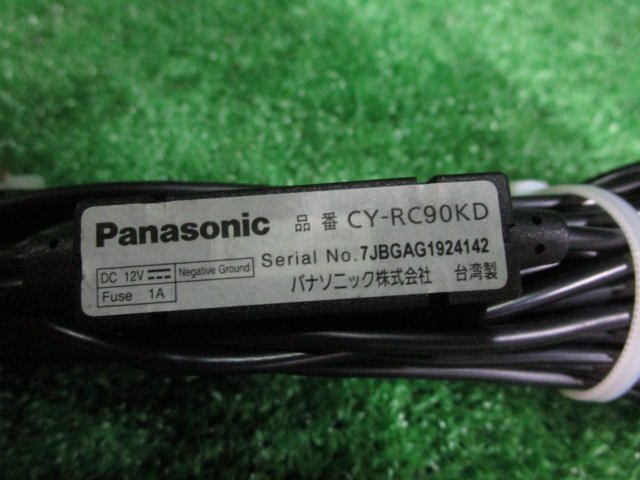 Panasonic 品番 CY-RC90KD
DC 12V ⎓ Negative Ground
Fuse 1A
Serial No.7JBGAG1924142
パナソニック株式会社 台湾製